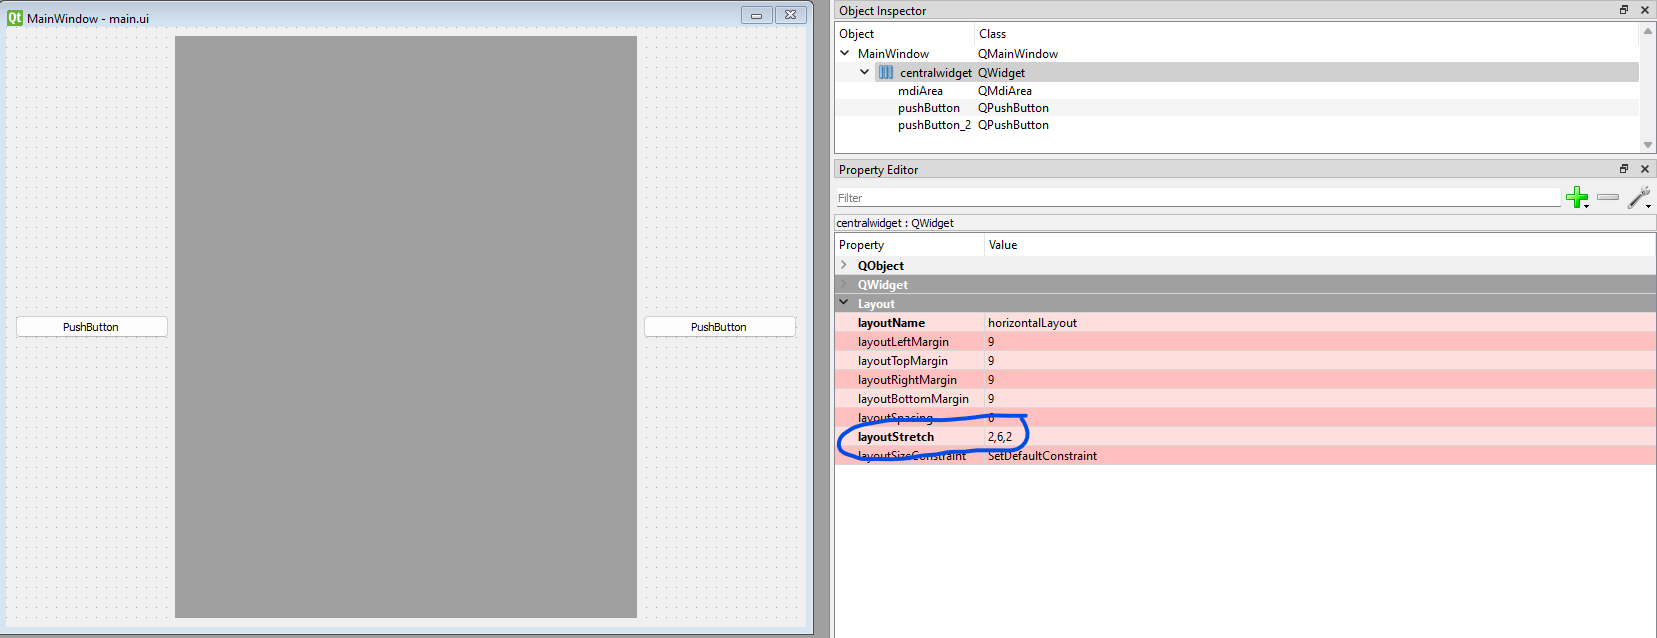 Qt MainWindow - main.ui
PushButton
PushButton
Object Inspector
Object Class
MainWindow QMainWindow
centralwidget QWidget
mdiArea QMdiArea
pushButton QPushButton
pushButton_2 QPushButton
Property Editor
Filter
centralwidget : QWidget
Property Value
QObject
QWidget
Layout
layoutName horizontalLayout
layoutLeftMargin 9
layoutTopMargin 9
layoutRightMargin 9
layoutBottomMargin 9
layoutSpacing 6
layoutStretch 2,6,2
layoutSizeConstraint SetDefaultConstraint